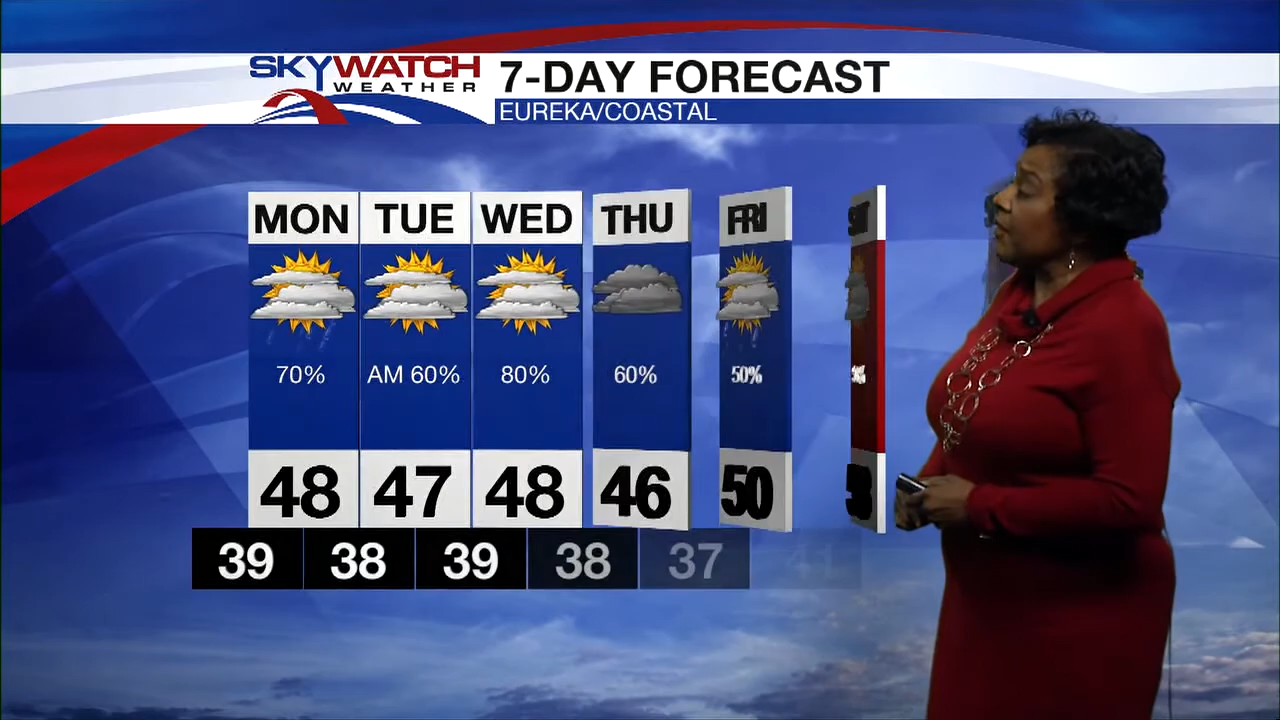 SKYWATCH
WEATHER
7-DAY FORECAST
EUREKA/COASTAL
MON TUE WED THU FRI
70% AM 60% 80% 60% 50%
48 47 48 46 50
39 38 39 38 37